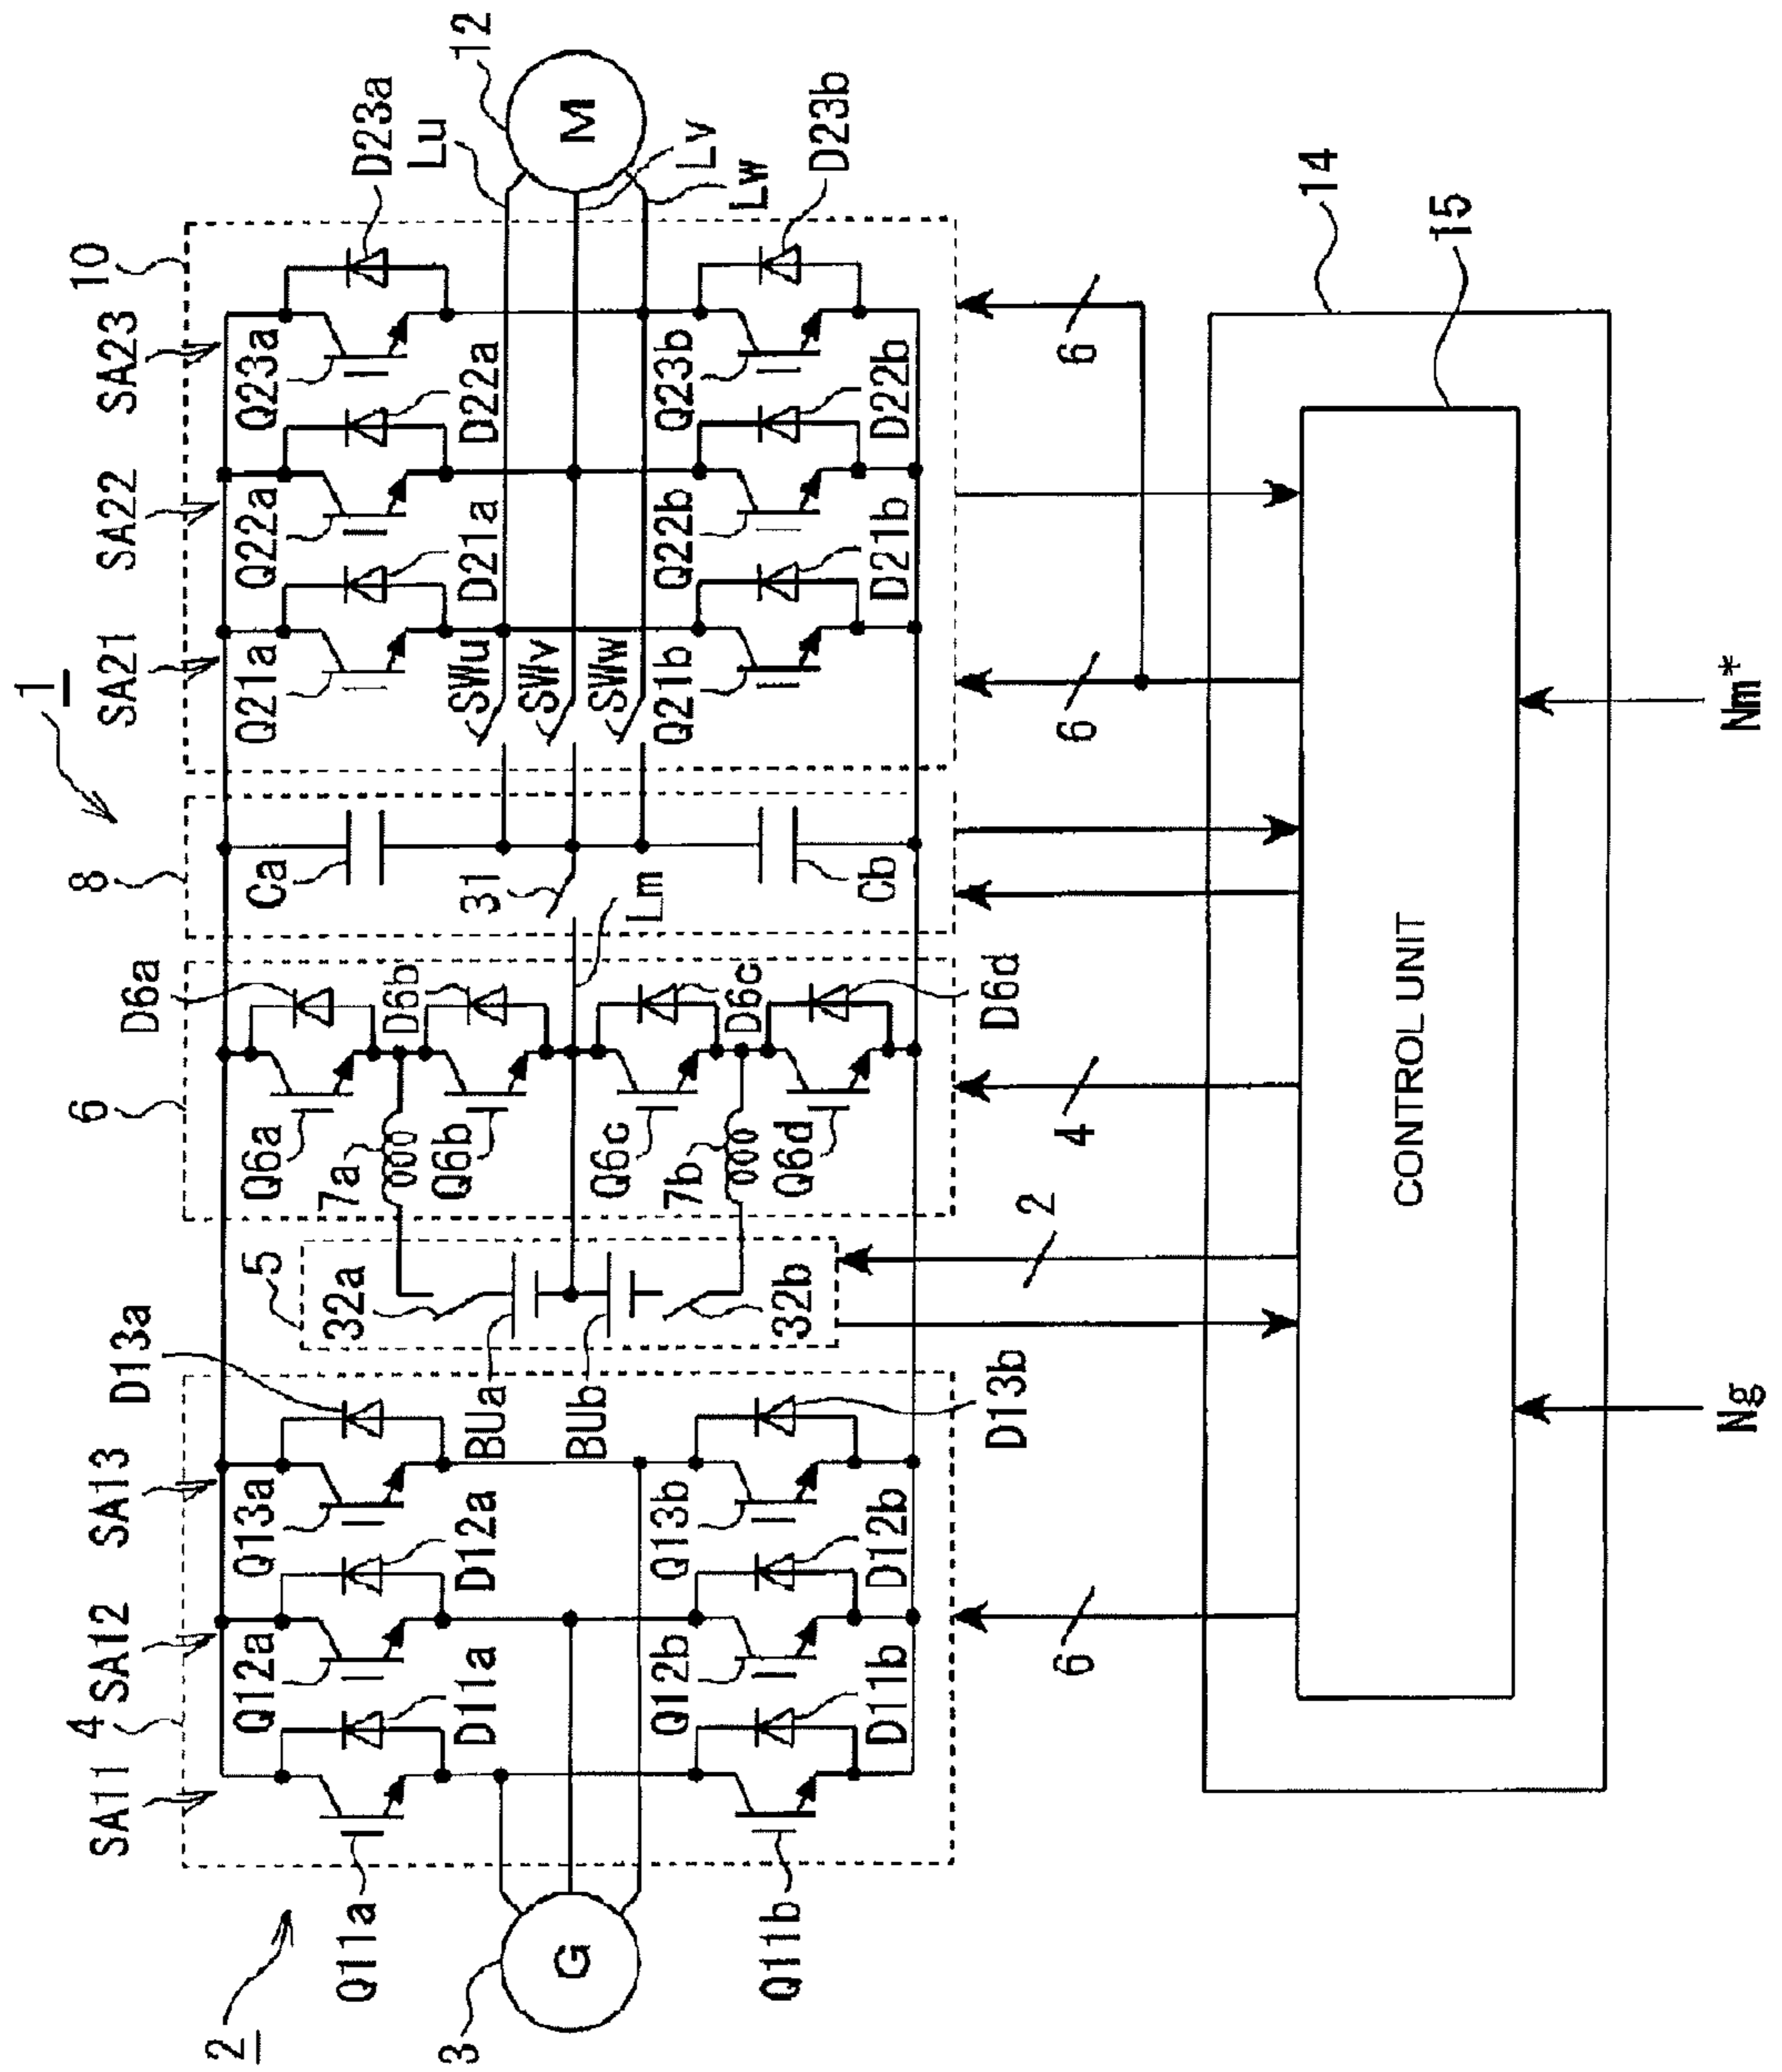 1
2
SA11
4
SA12
SA13
D13a
5
6
D6a
8
SA21
SA22
SA23
10
D23a
12
Lu
Q11a
Q12a
Q13a
D11a
D12a
32a
Q6a
7a
D6b
Q6b
Ca
Q21a
Q22a
Q23a
D21a
D22a
3
G
BUa
BUb
31
Lm
SWu
SWv
SWw
M
Lv
Lw
Q11b
Q12b
Q13b
D11b
D12b
D13b
32b
Q6c
7b
D6c
Q6d
D6d
Cb
Q21b
Q22b
Q23b
D21b
D22b
D23b
6
2
4
6
6
14
15
CONTROL UNIT
Ng
Nm*